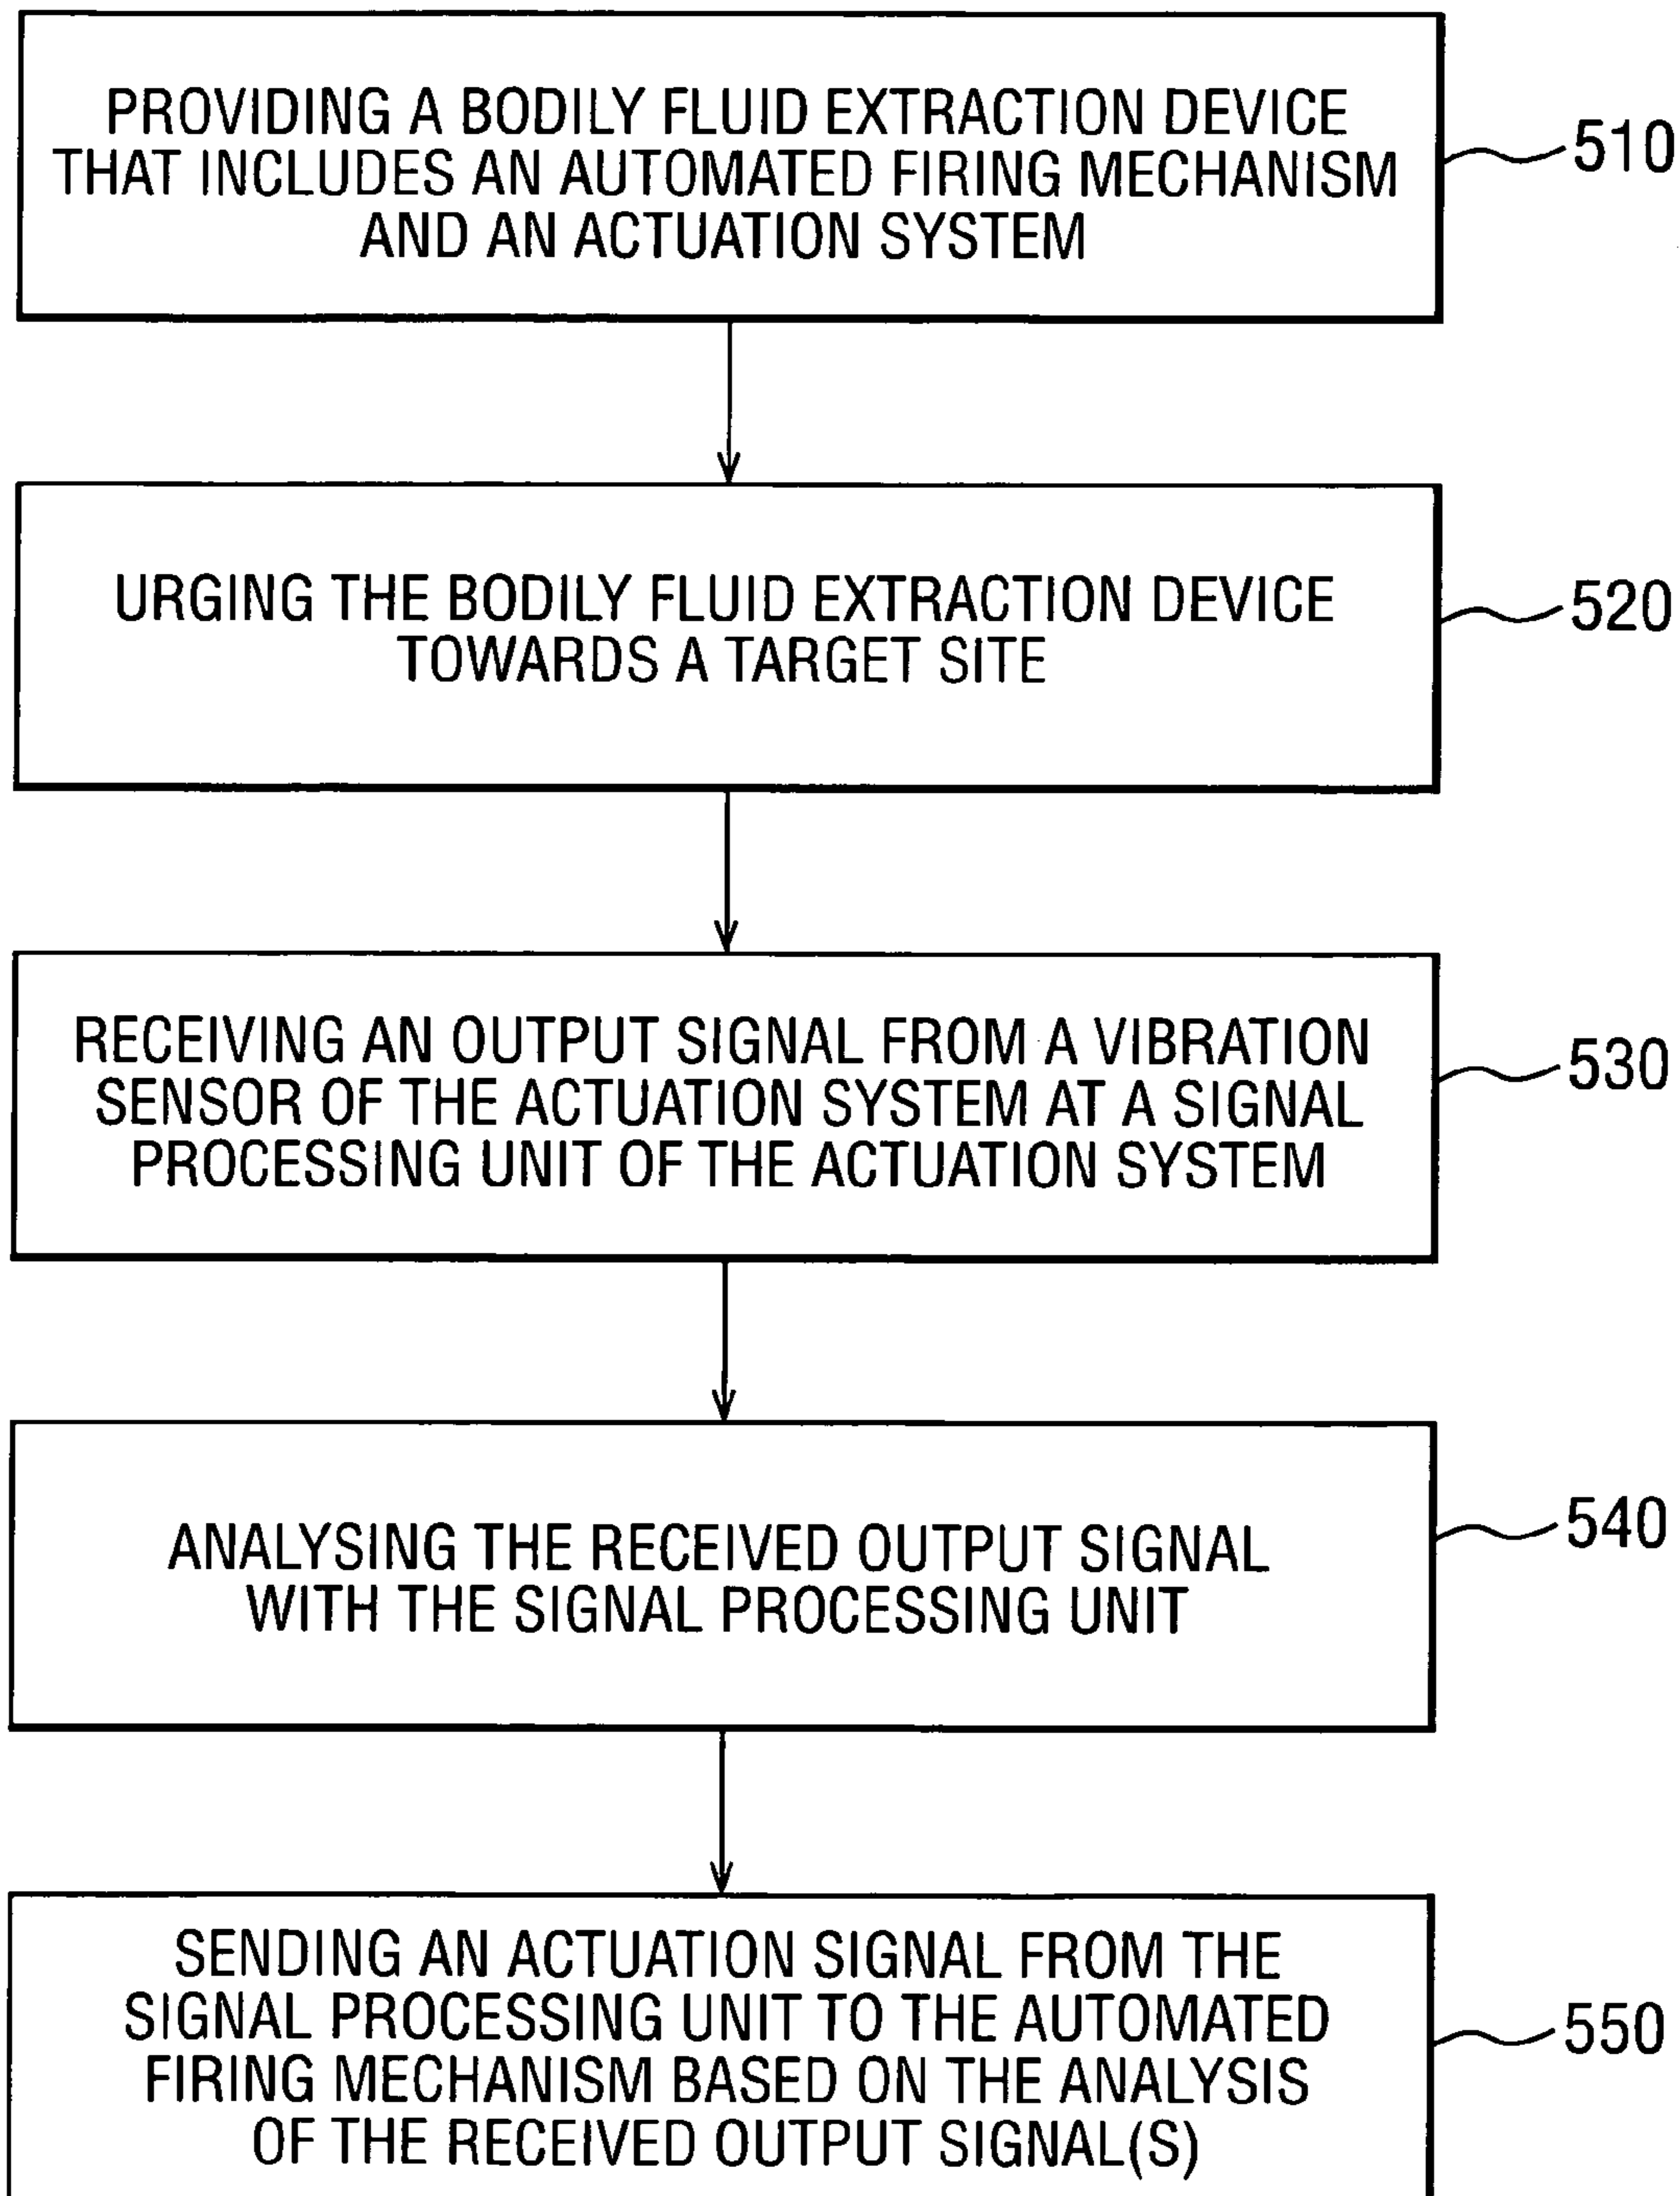 PROVIDING A BODILY FLUID EXTRACTION DEVICE
THAT INCLUDES AN AUTOMATED FIRING MECHANISM
AND AN ACTUATION SYSTEM
510
URGING THE BODILY FLUID EXTRACTION DEVICE
TOWARDS A TARGET SITE
520
RECEIVING AN OUTPUT SIGNAL FROM A VIBRATION
SENSOR OF THE ACTUATION SYSTEM AT A SIGNAL
PROCESSING UNIT OF THE ACTUATION SYSTEM
530
ANALYSING THE RECEIVED OUTPUT SIGNAL
WITH THE SIGNAL PROCESSING UNIT
540
SENDING AN ACTUATION SIGNAL FROM THE
SIGNAL PROCESSING UNIT TO THE AUTOMATED
FIRING MECHANISM BASED ON THE ANALYSIS
OF THE RECEIVED OUTPUT SIGNAL(S)
550